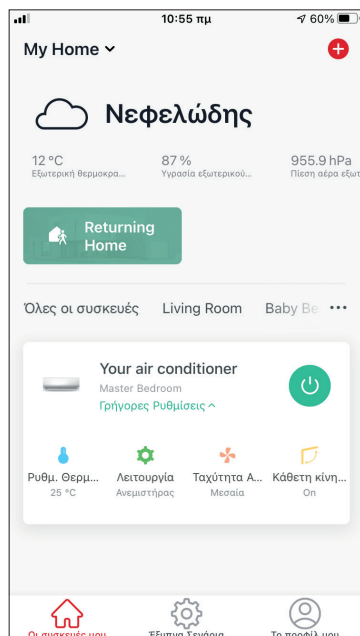 10:55 πμ
60%
My Home
Νεφελώδης
12 °C
87 %
955.9 hPa
Εξωτερική θερμοκρα...
Υγρασία εξωτερικού...
Πίεση αέρα εξωτ
Returning
Home
Όλες οι συσκευές
Living Room
Baby Be
Your air conditioner
Master Bedroom
Γρήγορες Ρυθμίσεις
Ρυθμ. Θερμ...
Λειτουργία
Ταχύτητα Α...
Κάθετη κίνη...
25 °C
Ανεμιστήρας
Μεσαία
On
Οι συσκευές μου
Έξυπνα Σενάρια
Το προφίλ μου